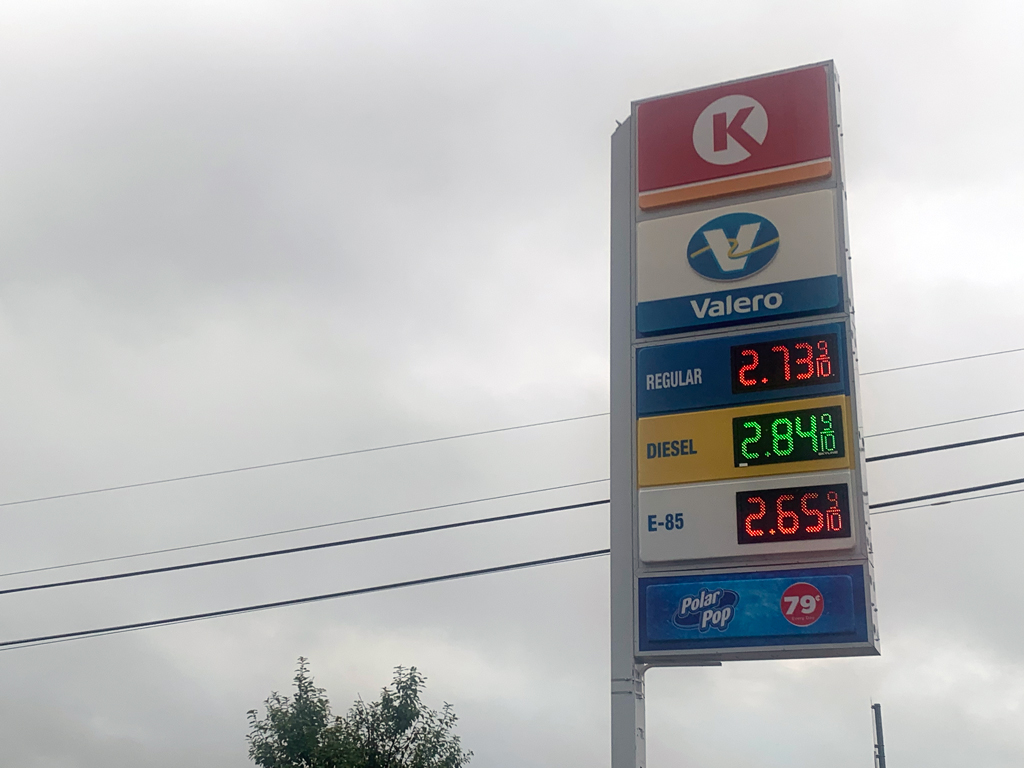 K
Valero
REGULAR 2.73 9/10
DIESEL 2.84 9/10
E-85 2.65 9/10
Polar Pop 79¢